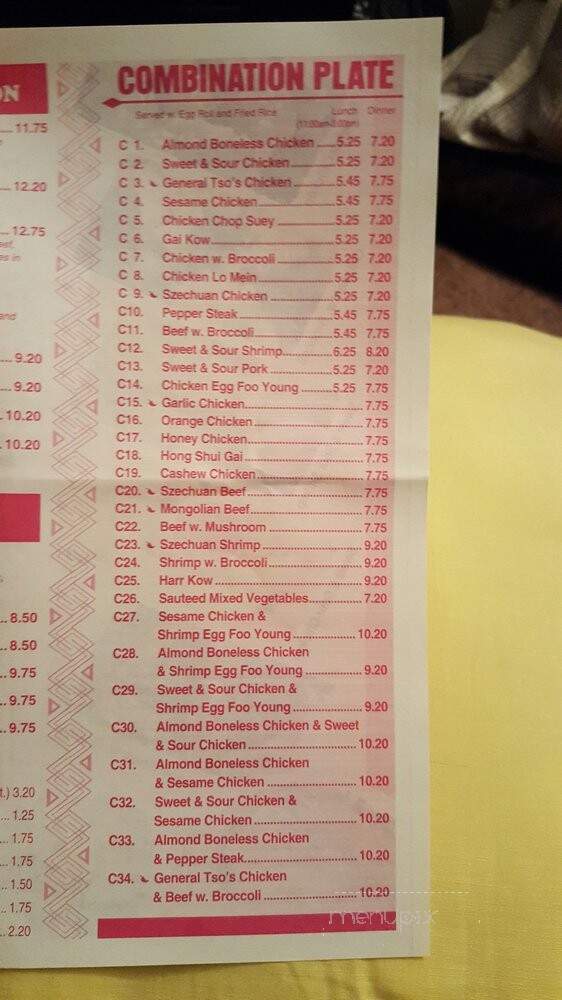 ON
11.75
12.20
12.75
es in
and
9.20
9.20
10.20
10.20
8.50
8.50
9.75
9.75
9.75
t.) 3.20
1.25
1.75
1.75
1.50
1.75
2.20
COMBINATION PLATE
Served w. Egg Roll and Fried Rice Lunch Dinner
(11:00am-3:00pm)
C 1. Almond Boneless Chicken 5.25 7.20
C 2. Sweet & Sour Chicken 5.25 7.20
C 3. General Tso's Chicken 5.45 7.75
C 4. Sesame Chicken 5.45 7.75
C 5. Chicken Chop Suey 5.25 7.20
C 6. Gai Kow 5.25 7.20
C 7. Chicken w. Broccoli 5.25 7.20
C 8. Chicken Lo Mein 5.25 7.20
C 9. Szechuan Chicken 5.25 7.20
C10. Pepper Steak 5.45 7.75
C11. Beef w. Broccoli 5.45 7.75
C12. Sweet & Sour Shrimp 6.25 8.20
C13. Sweet & Sour Pork 5.25 7.20
C14. Chicken Egg Foo Young 5.25 7.75
C15. Garlic Chicken 7.75
C16. Orange Chicken 7.75
C17. Honey Chicken 7.75
C18. Hong Shui Gai 7.75
C19. Cashew Chicken 7.75
C20. Szechuan Beef 7.75
C21. Mongolian Beef 7.75
C22. Beef w. Mushroom 7.75
C23. Szechuan Shrimp 9.20
C24. Shrimp w. Broccoli 9.20
C25. Harr Kow 9.20
C26. Sauteed Mixed Vegetables 7.20
C27. Sesame Chicken &
Shrimp Egg Foo Young 10.20
C28. Almond Boneless Chicken
& Shrimp Egg Foo Young 9.20
C29. Sweet & Sour Chicken &
Shrimp Egg Foo Young 9.20
C30. Almond Boneless Chicken & Sweet
& Sour Chicken 10.20
C31. Almond Boneless Chicken
& Sesame Chicken 10.20
C32. Sweet & Sour Chicken &
Sesame Chicken 10.20
C33. Almond Boneless Chicken
& Pepper Steak 10.20
C34. General Tso's Chicken
& Beef w. Broccoli 10.20
menupix